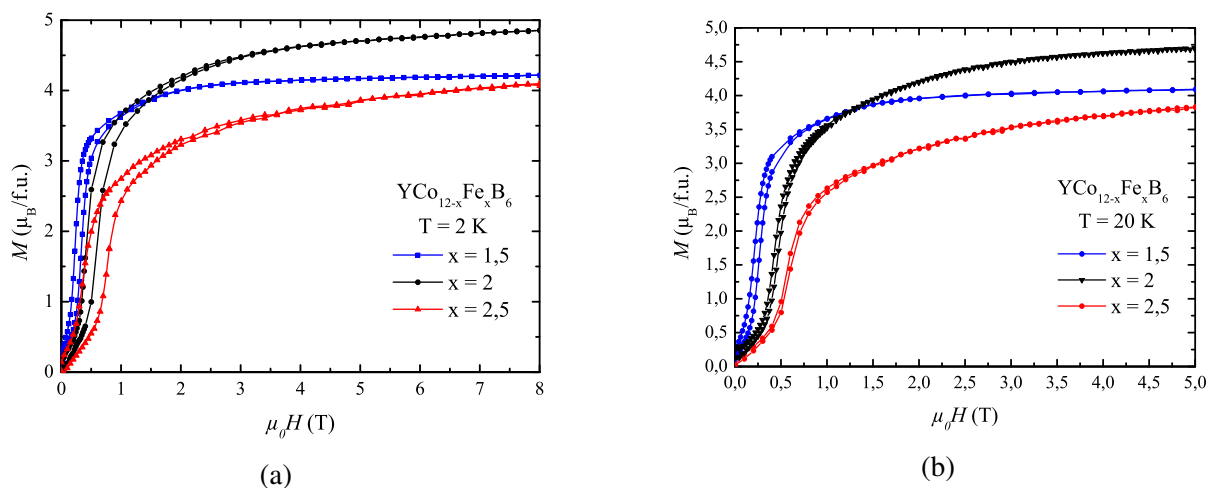 5
4
3
2
1
0
M (μB/f.u.)
YCo12-xFexB6
T = 2 K
x = 1,5
x = 2
x = 2,5
0 1 2 3 4 5 6 7 8
μ0H (T)
(a)
5,0
4,5
4,0
3,5
3,0
2,5
2,0
1,5
1,0
0,5
0,0
M (μB/f.u.)
YCo12-xFexB6
T = 20 K
x = 1,5
x = 2
x = 2,5
0,0 0,5 1,0 1,5 2,0 2,5 3,0 3,5 4,0 4,5 5,0
μ0H (T)
(b)